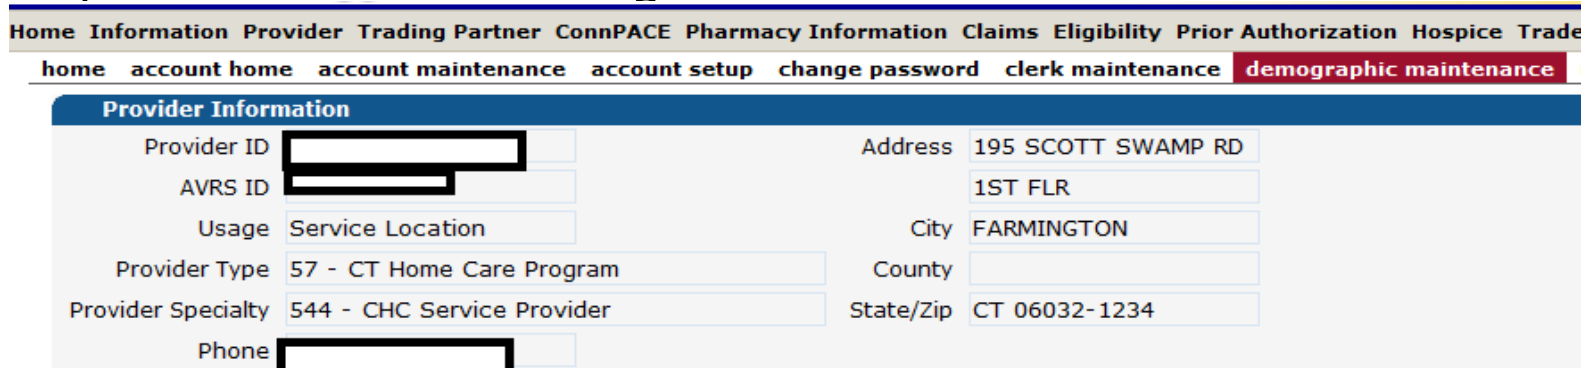 Home Information Provider Trading Partner ConnPACE Pharmacy Information Claims Eligibility Prior Authorization Hospice Trade
home account home account maintenance account setup change password clerk maintenance demographic maintenance
Provider Information
Provider ID
Address 195 SCOTT SWAMP RD
AVRS ID
1ST FLR
Usage Service Location
City FARMINGTON
Provider Type 57 - CT Home Care Program
County
Provider Specialty 544 - CHC Service Provider
State/Zip CT 06032-1234
Phone